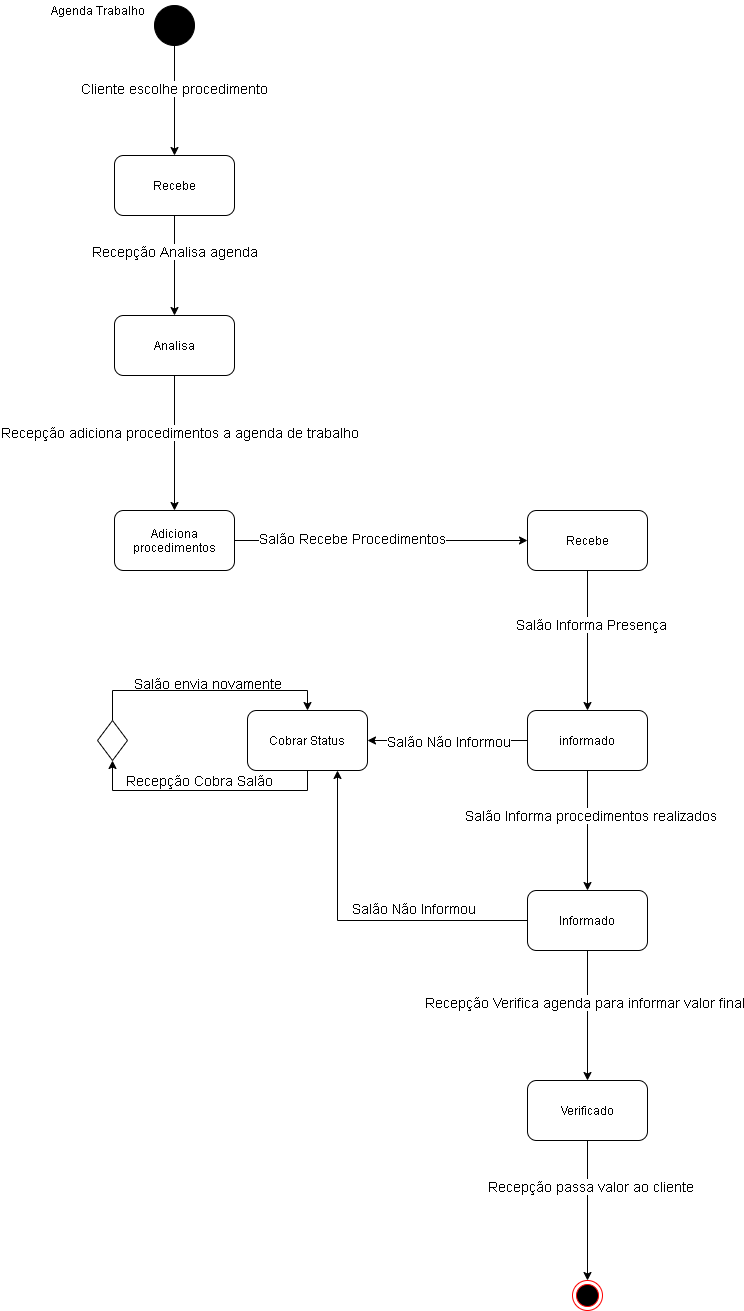 Agenda Trabalho
Cliente escolhe procedimento
Recebe
Recepção Analisa agenda
Analisa
Recepção adiciona procedimentos a agenda de trabalho
Adiciona
procedimentos
Salão Recebe Procedimentos
Recebe
Salão Informa Presença
Salão envia novamente
Cobrar Status
Salão Não Informou
informado
Recepção Cobra Salão
Salão Informa procedimentos realizados
Salão Não Informou
Informado
Recepção Verifica agenda para informar valor final
Verificado
Recepção passa valor ao cliente